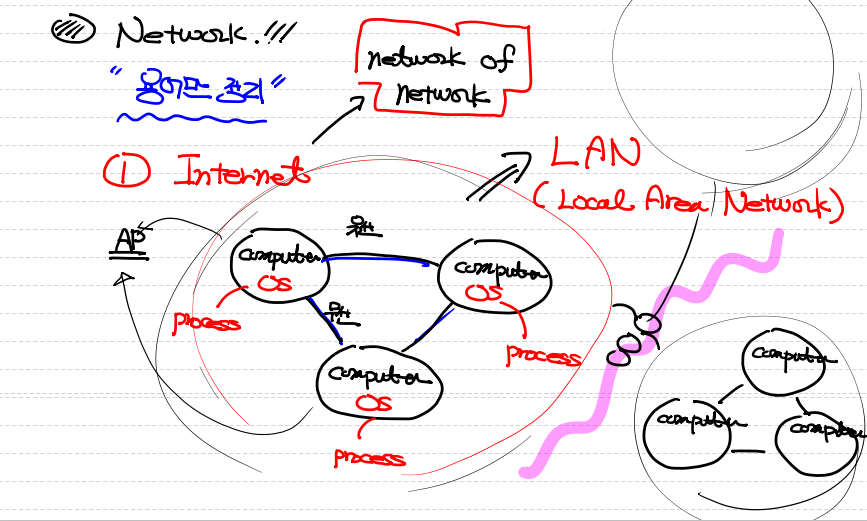 Network.
"용어만 정리"
network of
network
① Internet
LAN
(Local Area Network)
AP
유선
computer
OS
process
computer
OS
process
무선
computer
OS
process
computer
computer
computer